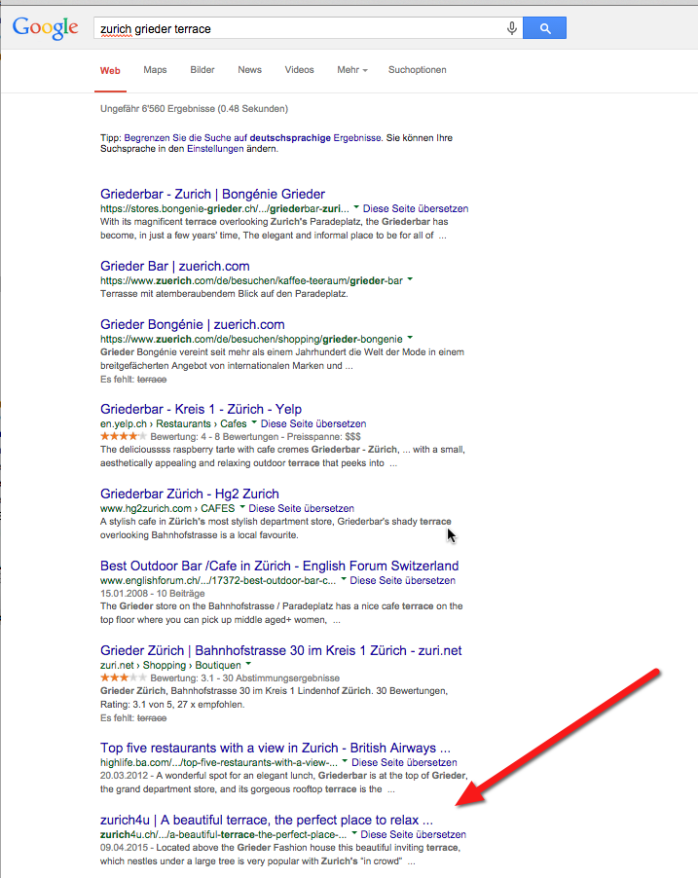 Google
zurich grieder terrace
Web Maps Bilder News Videos Mehr Suchoptionen
Ungefähr 6'560 Ergebnisse (0.48 Sekunden)
Tipp: Begrenzen Sie die Suche auf deutschsprachige Ergebnisse. Sie können Ihre
Suchsprache in den Einstellungen ändern.
Griederbar - Zurich | Bongénie Grieder
https://stores.bongenie-grieder.ch/.../griederbar-zuri... Diese Seite übersetzen
With its magnificent terrace overlooking Zurich's Paradeplatz, the Griederbar has
become, in just a few years' time, The elegant and informal place to be for all of ...
Grieder Bar | zuerich.com
https://www.zuerich.com/de/besuchen/kaffee-teeraum/grieder-bar
Terrasse mit atemberaubendem Blick auf den Paradeplatz.
Grieder Bongénie | zuerich.com
https://www.zuerich.com/de/besuchen/shopping/grieder-bongenie
Grieder Bongénie vereint seit mehr als einem Jahrhundert die Welt der Mode in einem
breitgefächerten Angebot von internationalen Marken und ...
Es fehlt: terrace
Griederbar - Kreis 1 - Zürich - Yelp
en.yelp.ch › Restaurants › Cafes Diese Seite übersetzen
Bewertung: 4 - 8 Bewertungen - Preisspanne: $$$
The delicioussss raspberry tarte with cafe cremes Griederbar - Zürich, ... with a small,
aesthetically appealing and relaxing outdoor terrace that peeks into ...
Griederbar Zürich - Hg2 Zurich
www.hg2zurich.com › CAFES Diese Seite übersetzen
A stylish cafe in Zürich's most stylish department store, Griederbar's shady terrace
overlooking Bahnhofstrasse is a local favourite.
Best Outdoor Bar /Cafe in Zürich - English Forum Switzerland
www.englishforum.ch/.../17372-best-outdoor-bar-c... Diese Seite übersetzen
15.01.2008 - 10 Beiträge
The Grieder store on the Bahnhofstrasse / Paradeplatz has a nice cafe terrace on the
top floor where you can pick up middle aged+ women, ...
Grieder Zürich | Bahnhofstrasse 30 im Kreis 1 Zürich - zuri.net
zuri.net › Shopping › Boutiquen
Bewertung: 3.1 - 30 Abstimmungsergebnisse
Grieder Zürich, Bahnhofstrasse 30 im Kreis 1 Lindenhof Zürich. 30 Bewertungen,
Rating: 3.1 von 5, 27 x empfohlen.
Es fehlt: terrace
Top five restaurants with a view in Zurich - British Airways ...
highlife.ba.com/.../top-five-restaurants-with-a-view-... Diese Seite übersetzen
20.03.2012 - A wonderful spot for an elegant lunch, Griederbar is at the top of Grieder,
the grand department store, and its gorgeous rooftop terrace is the ...
zurich4u | A beautiful terrace, the perfect place to relax ...
zurich4u.ch/.../a-beautiful-terrace-the-perfect-place-... Diese Seite übersetzen
09.04.2015 - Located above the Grieder Fashion house this beautiful inviting terrace,
which nestles under a large tree is very popular with Zurich's "in crowd" ...